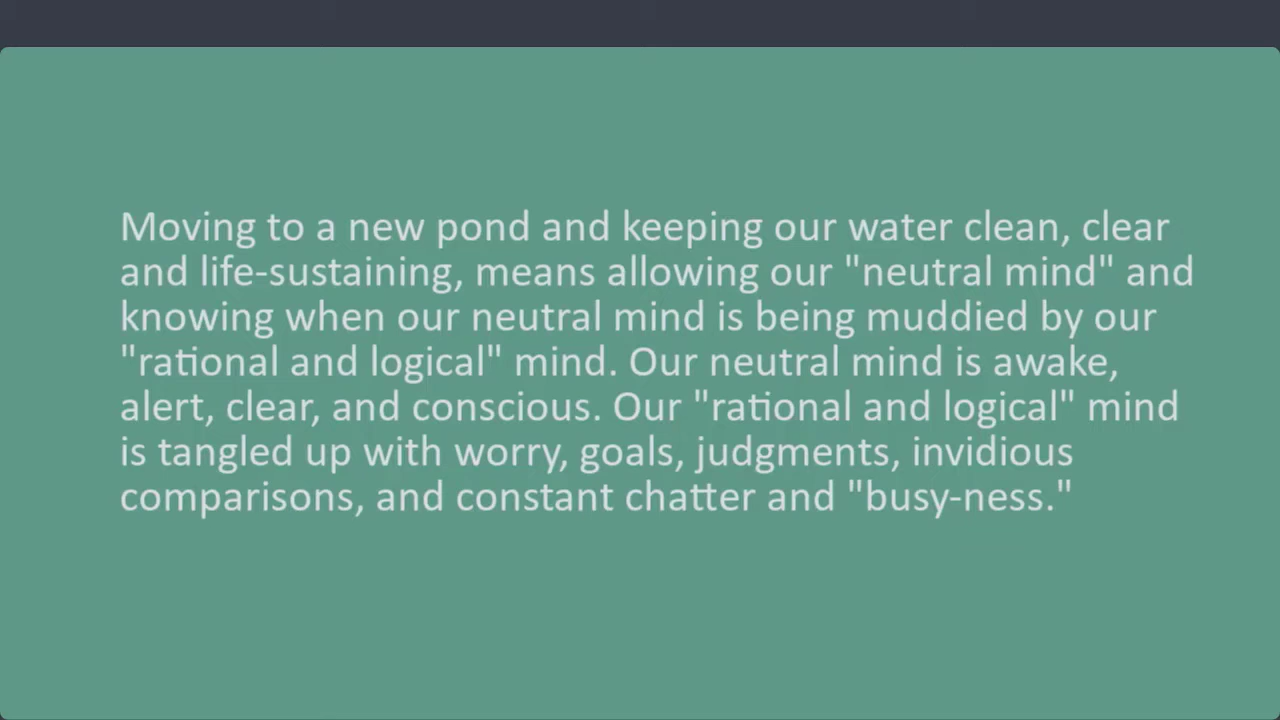 Moving to a new pond and keeping our water clean, clear
and life-sustaining, means allowing our "neutral mind" and
knowing when our neutral mind is being muddied by our
"rational and logical" mind. Our neutral mind is awake,
alert, clear, and conscious. Our "rational and logical" mind
is tangled up with worry, goals, judgments, invidious
comparisons, and constant chatter and "busy-ness."